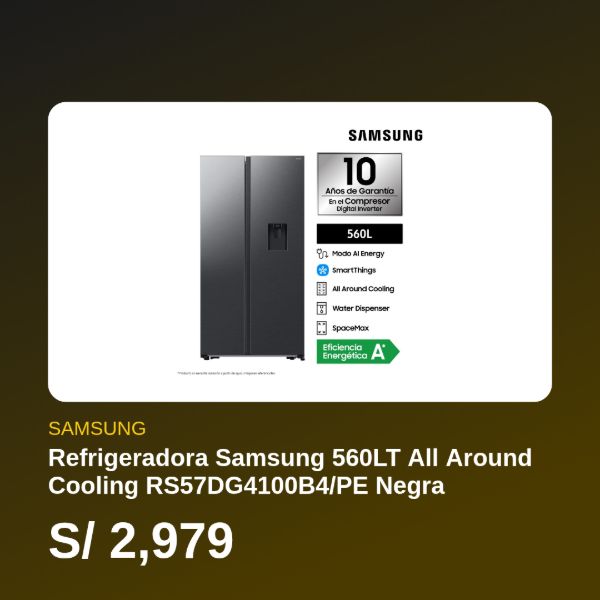 SAMSUNG
10
Años de Garantía
En el Compresor
Digital Inverter
560L
Modo AI Energy
SmartThings
All Around Cooling
Water Dispenser
SpaceMax
Eficiencia
Energética A*
SAMSUNG
Refrigeradora Samsung 560LT All Around
Cooling RS57DG4100B4/PE Negra
S/ 2,979